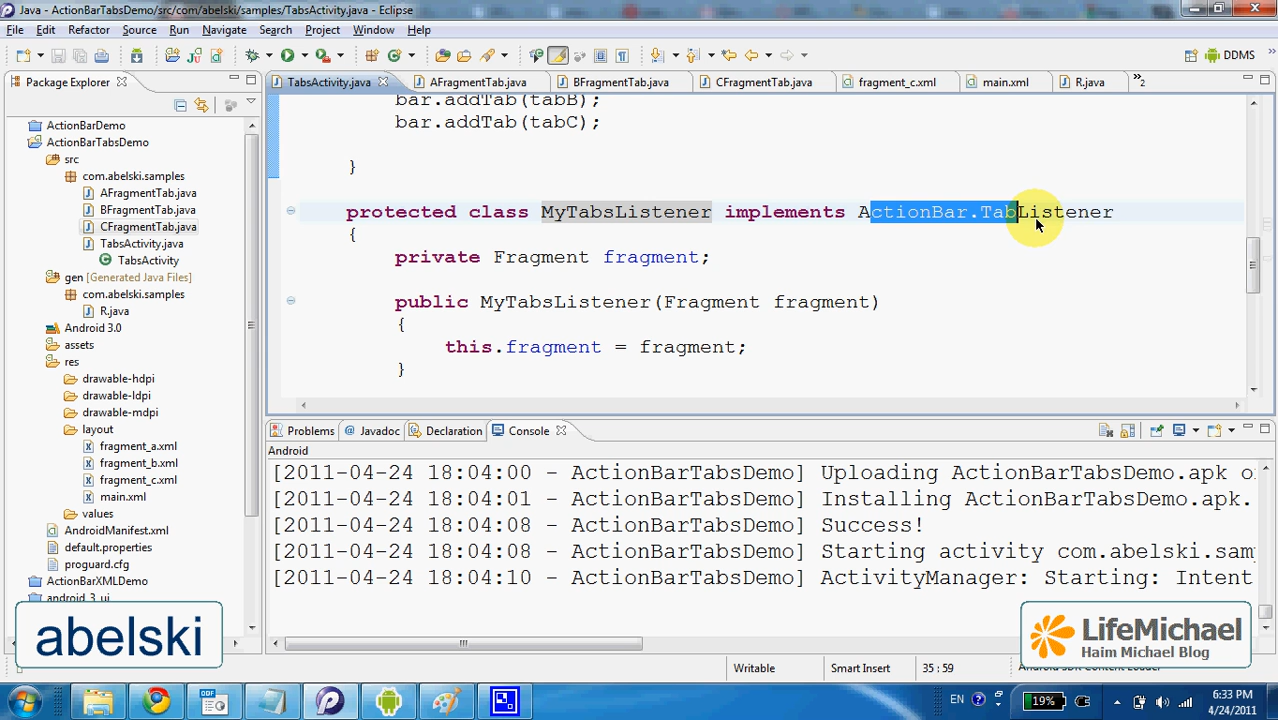 Java - ActionBarTabsDemo/src/com/abelski/samples/TabsActivity.java - Eclipse
File Edit Refactor Source Run Navigate Search Project Window Help
DDMS
Package Explorer
TabsActivity.java AFragmentTab.java BFragmentTab.java CFragmentTab.java fragment_c.xml main.xml R.java »2
ActionBarDemo
ActionBarTabsDemo
src
com.abelski.samples
AFragmentTab.java
BFragmentTab.java
CFragmentTab.java
TabsActivity.java
TabsActivity
gen [Generated Java Files]
com.abelski.samples
R.java
Android 3.0
assets
res
drawable-hdpi
drawable-ldpi
drawable-mdpi
layout
fragment_a.xml
fragment_b.xml
fragment_c.xml
main.xml
values
AndroidManifest.xml
default.properties
proguard.cfg
ActionBarXMLDemo
android_3_ui
bar.addTab(tabB);
bar.addTab(tabC);
}
protected class MyTabsListener implements ActionBar.TabListener
{
private Fragment fragment;
public MyTabsListener(Fragment fragment)
{
this.fragment = fragment;
}
Problems Javadoc Declaration Console
Android
[2011-04-24 18:04:00 - ActionBarTabsDemo] Uploading ActionBarTabsDemo.apk o
[2011-04-24 18:04:01 - ActionBarTabsDemo] Installing ActionBarTabsDemo.apk.
[2011-04-24 18:04:08 - ActionBarTabsDemo] Success!
[2011-04-24 18:04:08 - ActionBarTabsDemo] Starting activity com.abelski.sam
[2011-04-24 18:04:10 - ActionBarTabsDemo] ActivityManager: Starting: Intent
abelski
LifeMichael
Haim Michael Blog
Writable Smart Insert 35 : 59
EN 19% 6:33 PM
4/24/2011